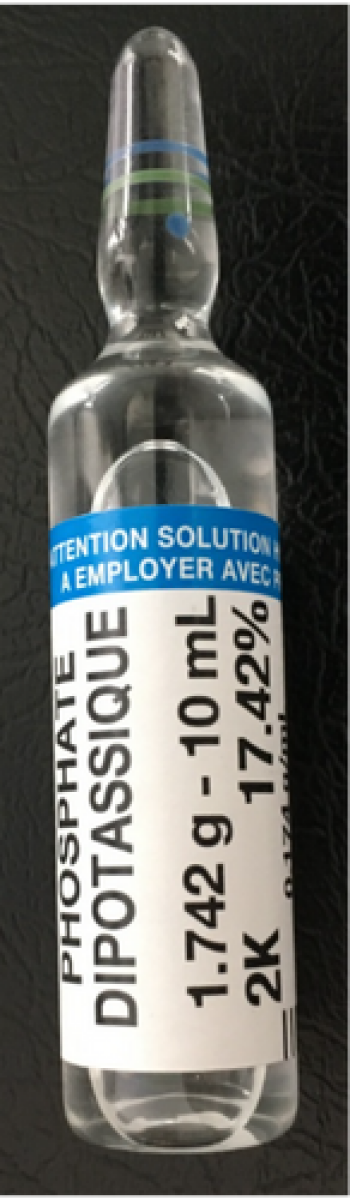 ATTENTION SOLUTION
A EMPLOYER AVEC
PHOSPHATE
DIPOTASSIQUE
1.742 g - 10 mL
2K 17.42%